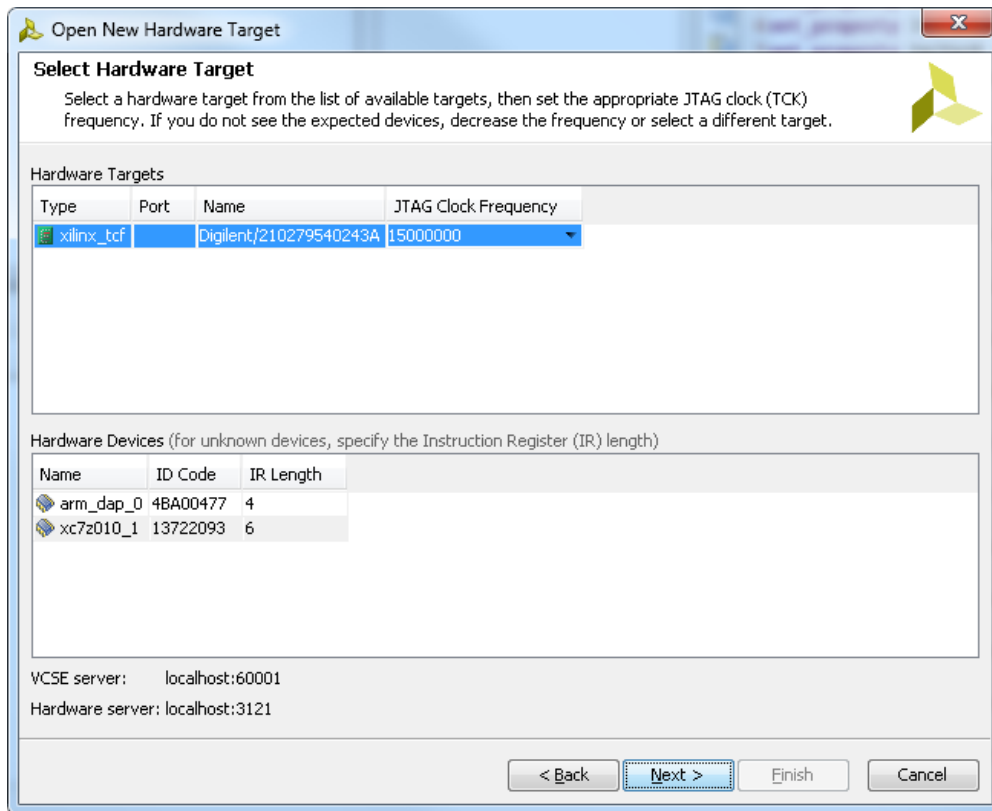 Open New Hardware Target
Select Hardware Target
Select a hardware target from the list of available targets, then set the appropriate JTAG clock (TCK)
frequency. If you do not see the expected devices, decrease the frequency or select a different target.
Hardware Targets
Type Port Name JTAG Clock Frequency
xilinx_tcf Digilent/210279540243A 15000000
Hardware Devices (for unknown devices, specify the Instruction Register (IR) length)
Name ID Code IR Length
arm_dap_0 4BA00477 4
xc7z010_1 13722093 6
VCSE server: localhost:60001
Hardware server: localhost:3121
< Back Next > Finish Cancel